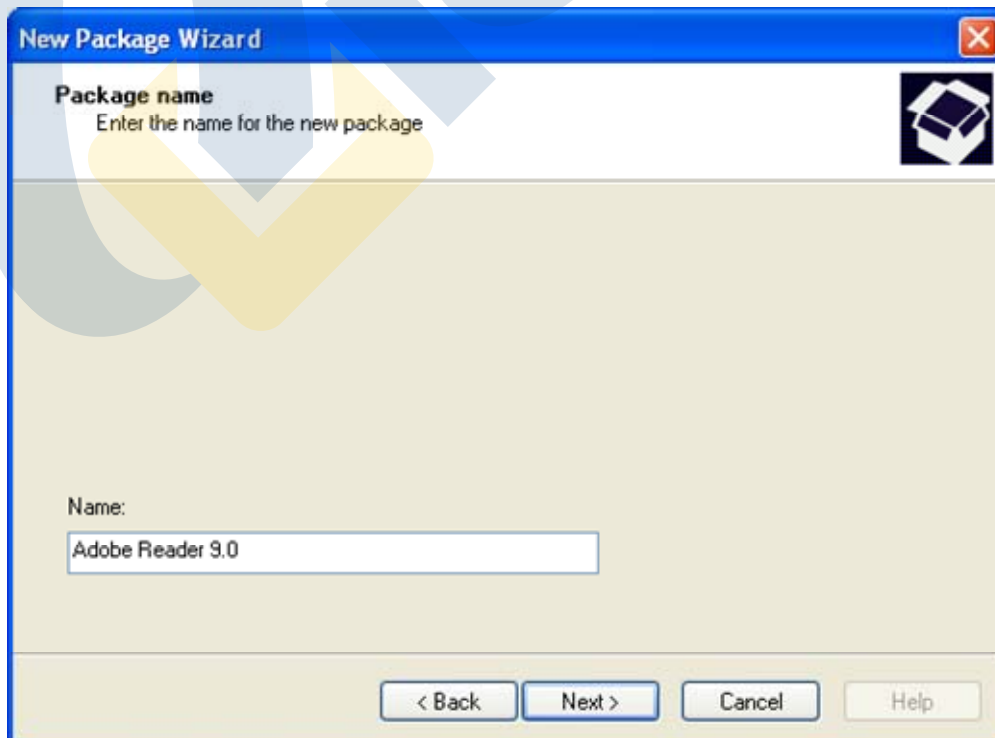 New Package Wizard
Package name
Enter the name for the new package
Name:
Adobe Reader 9.0
< Back Next > Cancel Help